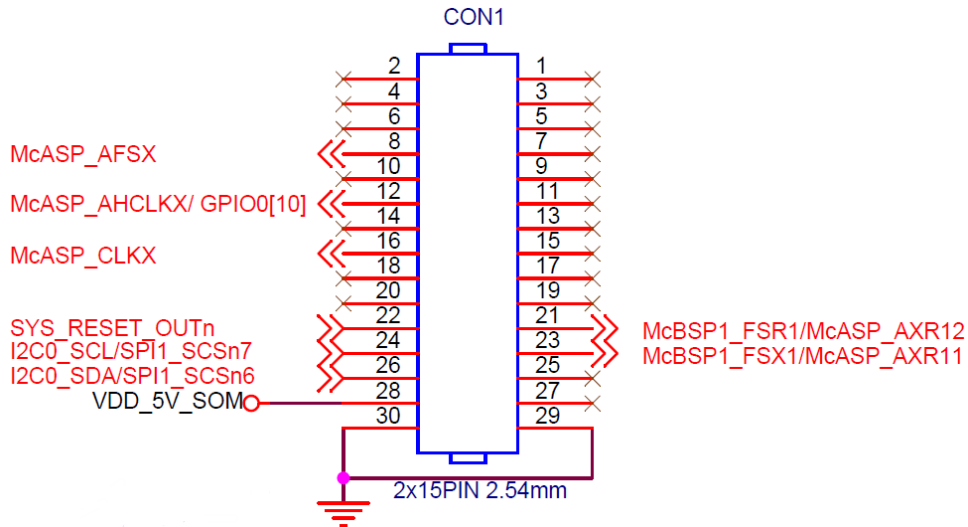 CON1
2 1
4 3
6 5
McASP_AFSX 8 7
10 9
McASP_AHCLKX/ GPIO0[10] 12 11
14 13
McASP_CLKX 16 15
18 17
20 19
SYS_RESET_OUTn 22 21 McBSP1_FSR1/McASP_AXR12
I2C0_SCL/SPI1_SCSn7 24 23 McBSP1_FSX1/McASP_AXR11
I2C0_SDA/SPI1_SCSn6 26 25
VDD_5V_SOM 28 27
30 29
2x15PIN 2.54mm